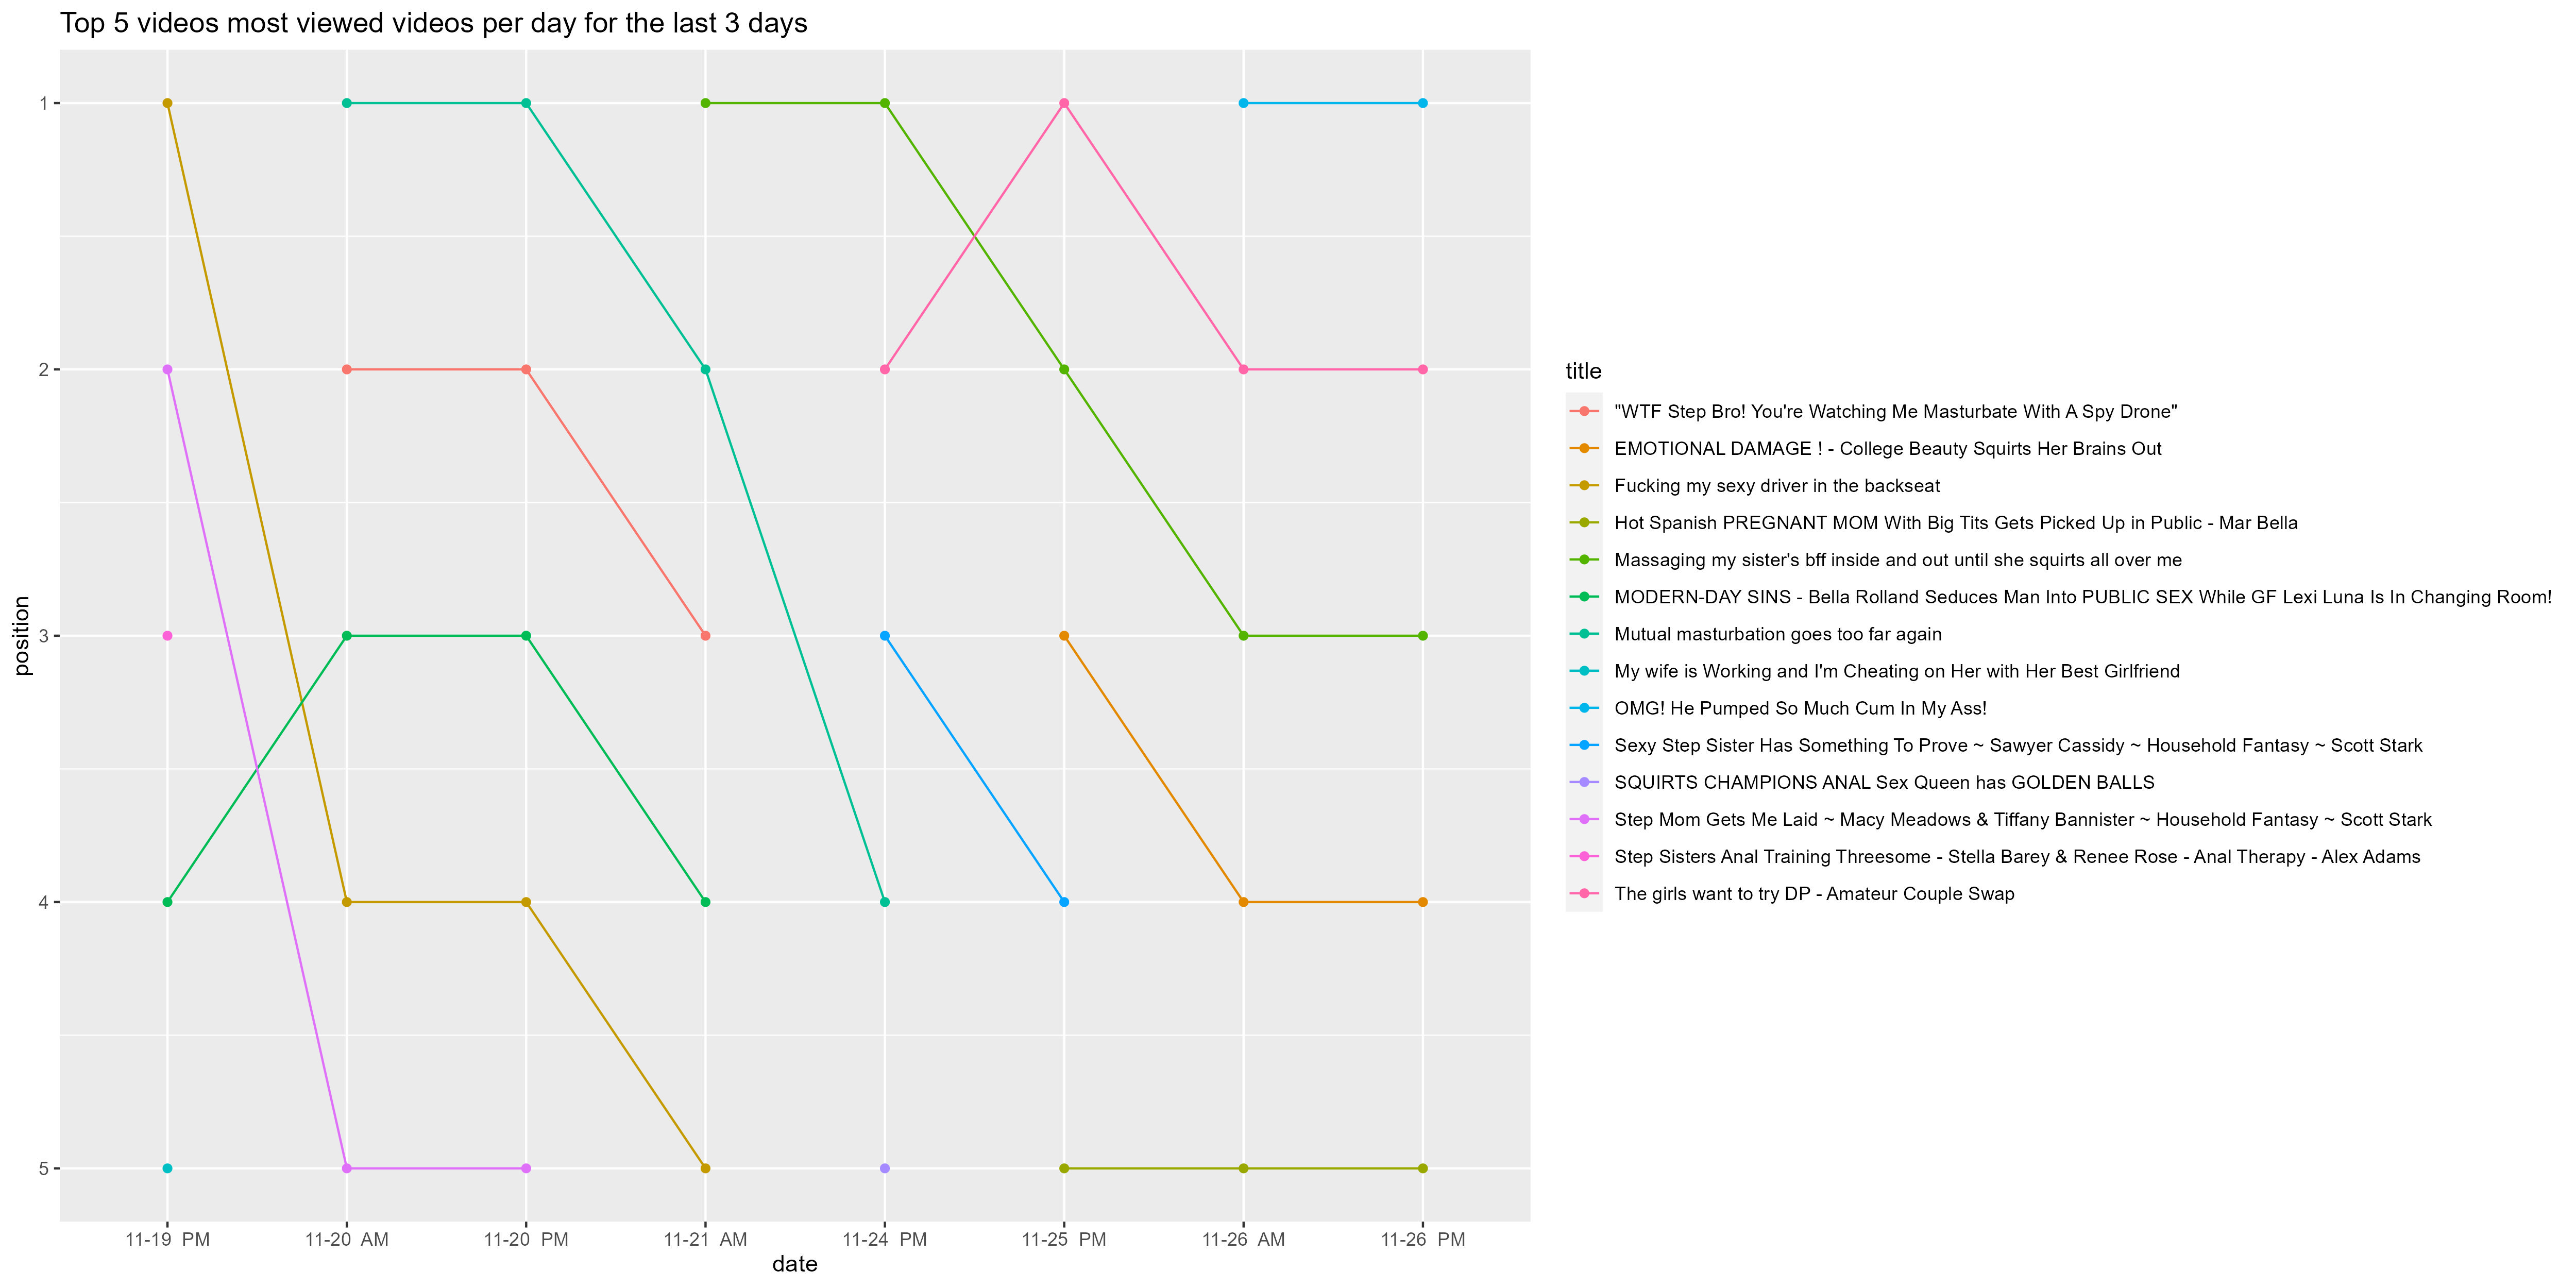 Top 5 videos most viewed videos per day for the last 3 days
position
1
2
3
4
5
11-19 PM
11-20 AM
11-20 PM
11-21 AM
11-24 PM
11-25 PM
11-26 AM
11-26 PM
date
title
"WTF Step Bro! You're Watching Me Masturbate With A Spy Drone"
EMOTIONAL DAMAGE ! - College Beauty Squirts Her Brains Out
Fucking my sexy driver in the backseat
Hot Spanish PREGNANT MOM With Big Tits Gets Picked Up in Public - Mar Bella
Massaging my sister's bff inside and out until she squirts all over me
MODERN-DAY SINS - Bella Rolland Seduces Man Into PUBLIC SEX While GF Lexi Luna Is In Changing Room!
Mutual masturbation goes too far again
My wife is Working and I'm Cheating on Her with Her Best Girlfriend
OMG! He Pumped So Much Cum In My Ass!
Sexy Step Sister Has Something To Prove ~ Sawyer Cassidy ~ Household Fantasy ~ Scott Stark
SQUIRTS CHAMPIONS ANAL Sex Queen has GOLDEN BALLS
Step Mom Gets Me Laid ~ Macy Meadows & Tiffany Bannister ~ Household Fantasy ~ Scott Stark
Step Sisters Anal Training Threesome - Stella Barey & Renee Rose - Anal Therapy - Alex Adams
The girls want to try DP - Amateur Couple Swap